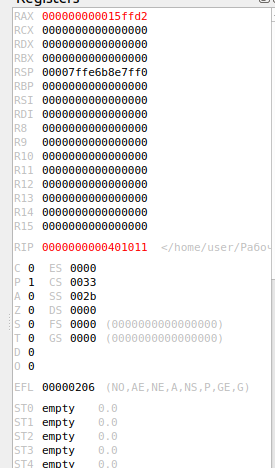 Registers
RAX 000000000015ffd2
RCX 0000000000000000
RDX 0000000000000000
RBX 0000000000000000
RSP 00007ffe6b8e7ff0
RBP 0000000000000000
RSI 0000000000000000
RDI 0000000000000000
R8 0000000000000000
R9 0000000000000000
R10 0000000000000000
R11 0000000000000000
R12 0000000000000000
R13 0000000000000000
R14 0000000000000000
R15 0000000000000000
RIP 0000000000401011 </home/user/Рабоч
C 0 ES 0000
P 1 CS 0033
A 0 SS 002b
Z 0 DS 0000
S 0 FS 0000 (0000000000000000)
T 0 GS 0000 (0000000000000000)
D 0
O 0
EFL 00000206 (NO,AE,NE,A,NS,P,GE,G)
ST0 empty 0.0
ST1 empty 0.0
ST2 empty 0.0
ST3 empty 0.0
ST4 empty 0.0